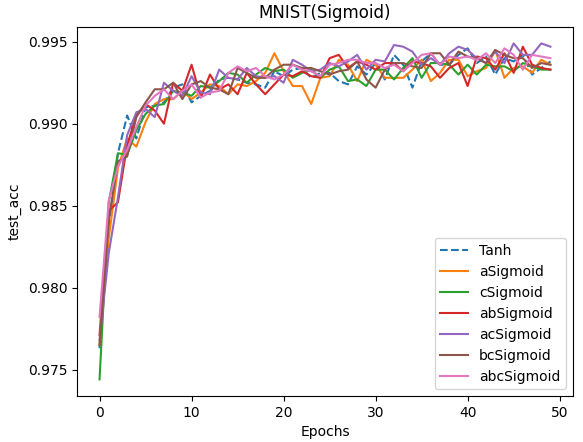 MNIST(Sigmoid)
0.995
0.990
0.985
0.980
0.975
test_acc
Tanh
aSigmoid
cSigmoid
abSigmoid
acSigmoid
bcSigmoid
abcSigmoid
0 10 20 30 40 50
Epochs